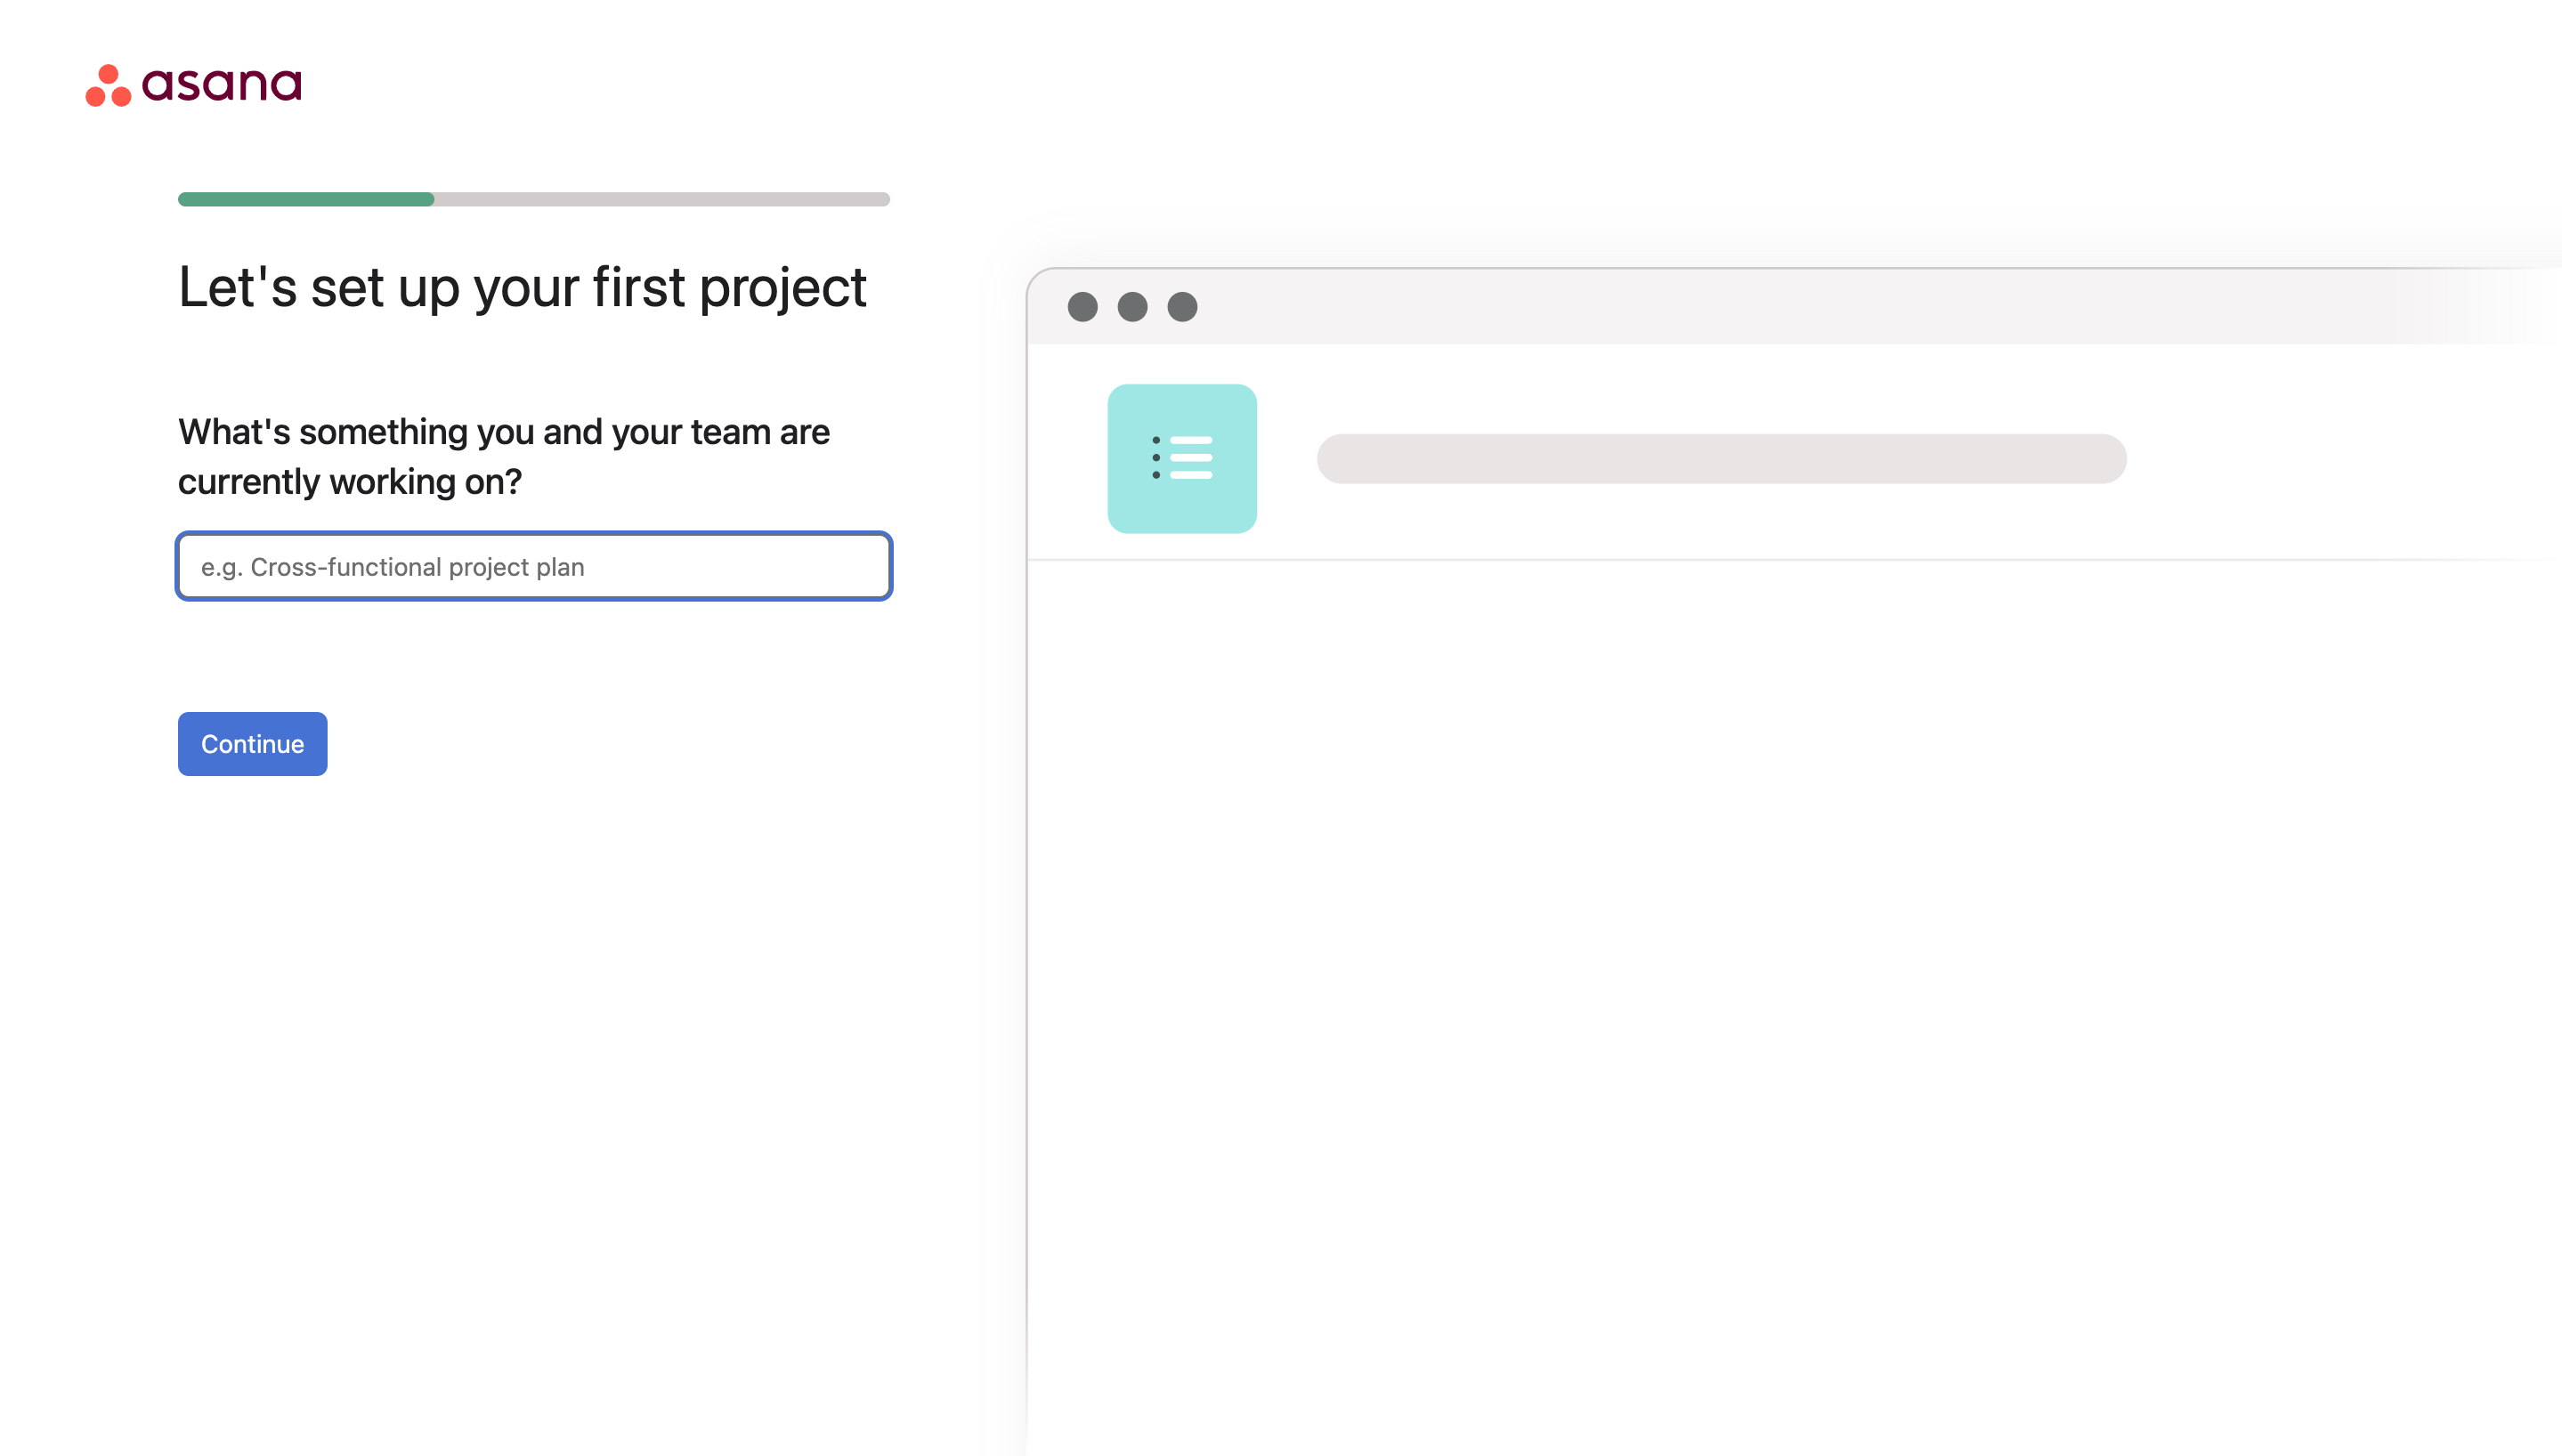 asana
Let's set up your first project
What's something you and your team are
currently working on?
e.g. Cross-functional project plan
Continue